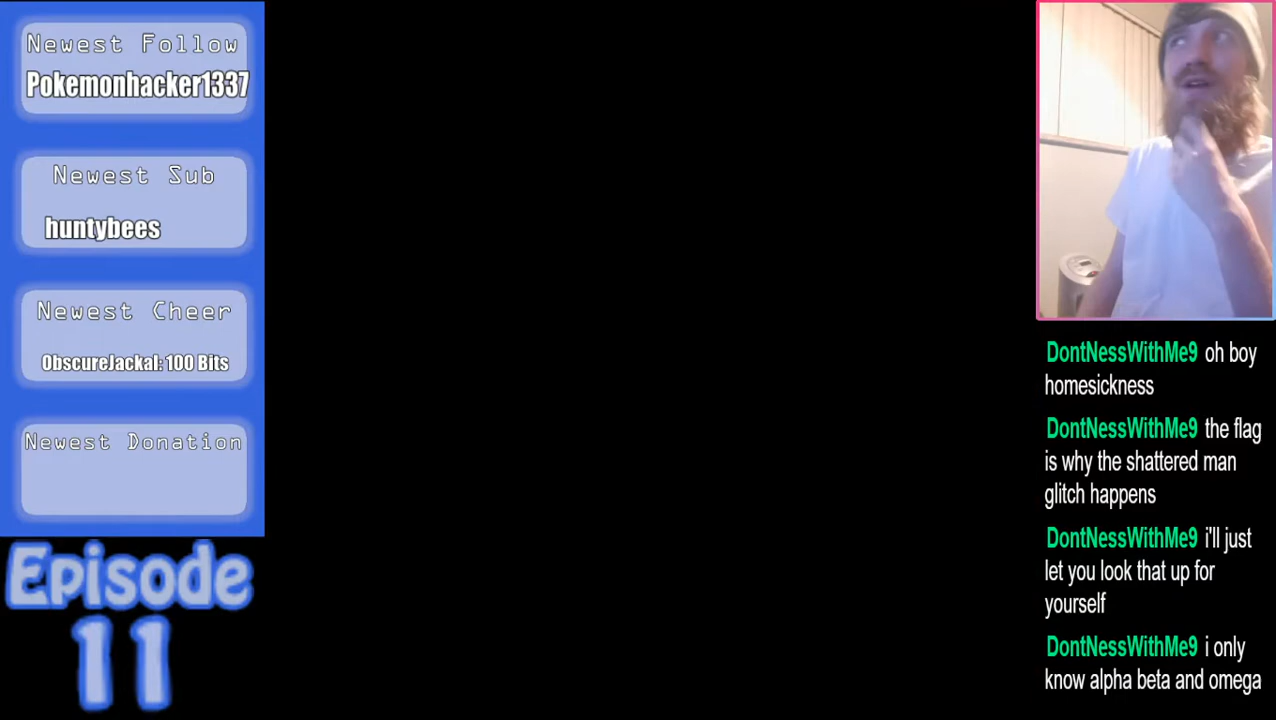 Newest Follow
Pokemonhacker1337
Newest Sub
huntybees
Newest Cheer
ObscureJackal: 100 Bits
Newest Donation
Episode
11
DontNessWithMe9 oh boy
homesickness
DontNessWithMe9 the flag
is why the shattered man
glitch happens
DontNessWithMe9 i'll just
let you look that up for
yourself
DontNessWithMe9 i only
know alpha beta and omega